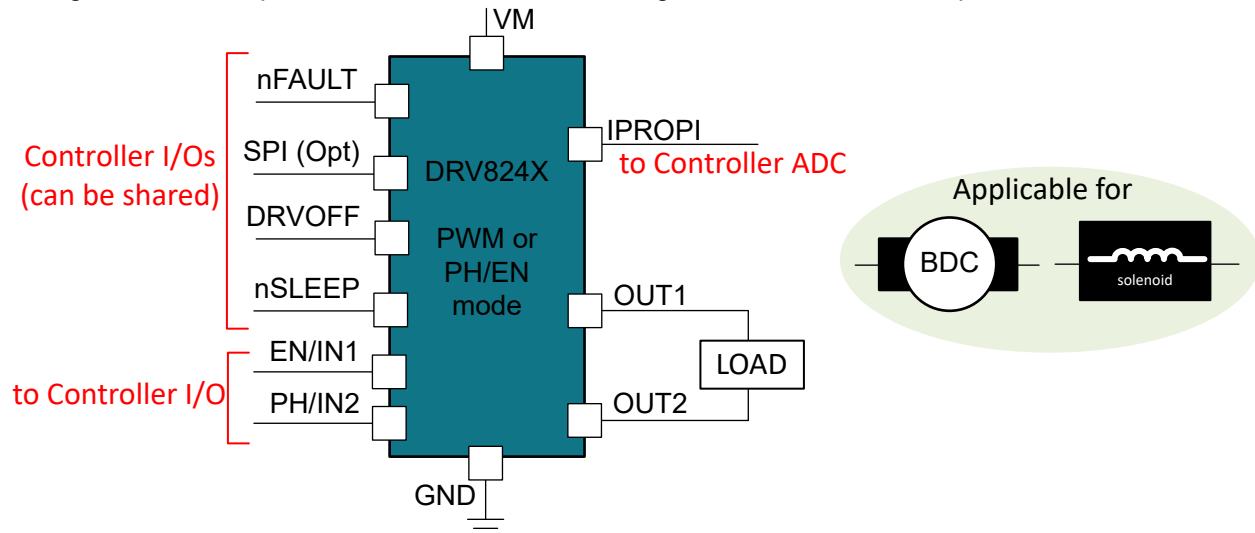 VM
nFAULT
SPI (Opt)
DRVOFF
nSLEEP
EN/IN1
PH/IN2
Controller I/Os
(can be shared)
to Controller I/O
DRV824X
PWM or
PH/EN
mode
IPROPI
to Controller ADC
OUT1
LOAD
OUT2
GND
Applicable for
BDC
solenoid